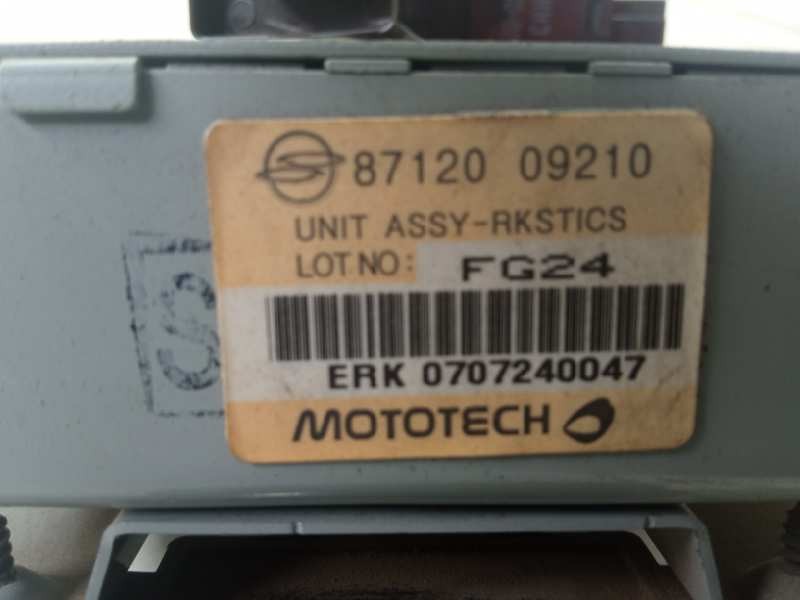 87120 09210
UNIT ASSY-RKSTICS
LOT NO: FG24
ERK 0707240047
MOTOTECH
S